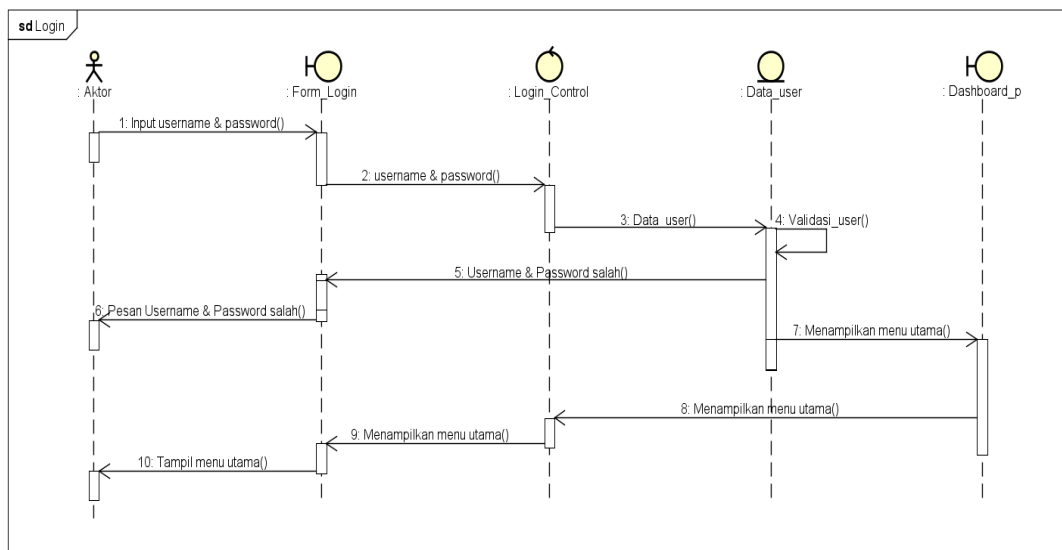 sd Login
: Aktor
: Form_Login
: Login_Control
: Data_user
: Dashboard_p
1: Input username & password()
2: username & password()
3: Data_user()
4: Validasi_user()
5: Username & Password salah()
6: Pesan Username & Password salah()
7: Menampilkan menu utama()
8: Menampilkan menu utama()
9: Menampilkan menu utama()
10: Tampil menu utama()